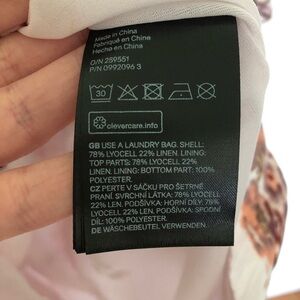 Made in China
Fabriqué en Chine
Hecho en China
D/N 259551
P/N 0992096 3
30
clevercare.info
GB USE A LAUNDRY BAG. SHELL:
78% LYOCELL 22% LINEN. LINING:
TOP PARTS: 78% LYOCELL 22%
LINEN. LINING: BOTTOM PART: 100%
POLYESTER.
CZ PERTE V SÁČKU PRO ŠETRNÉ
PRANÍ. SVRCHNÍ LÁTKA: 78% LYOCELL
22% LEN. PODŠÍVKA: HORNÍ DÍL: 78%
LYOCELL 22% LEN. PODŠÍVKA: SPODNÍ
DÍL: 100% POLYESTER.
DE WÄSCHEBEUTEL VERWENDEN.